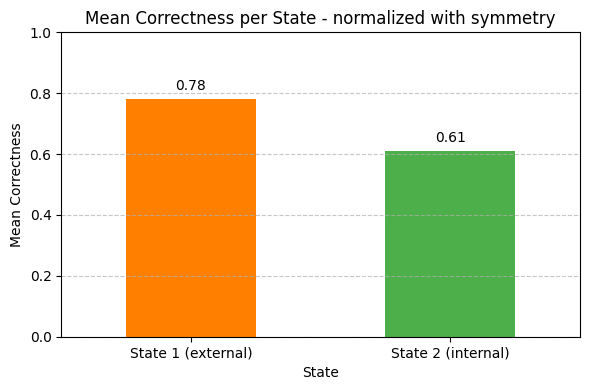 Mean Correctness per State - normalized with symmetry
1.0
0.8
0.6
0.4
0.2
0.0
Mean Correctness
0.78
0.61
State 1 (external)
State 2 (internal)
State